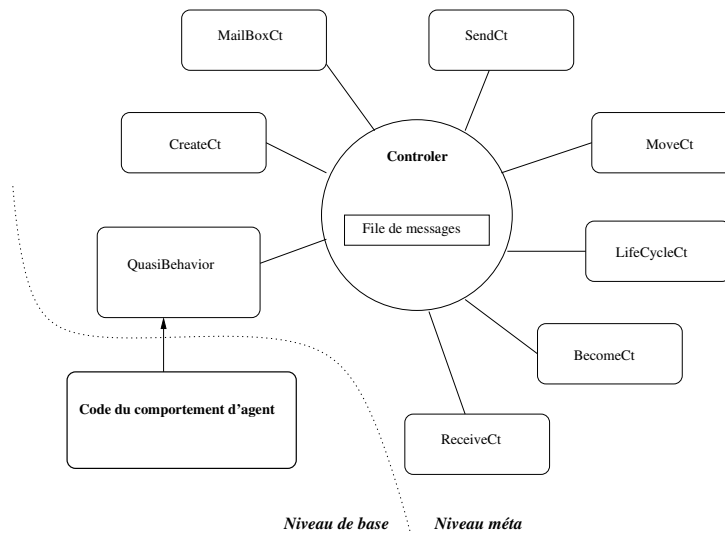 MailBoxCt
SendCt
CreateCt
Controler
MoveCt
File de messages
QuasiBehavior
LifeCycleCt
BecomeCt
Code du comportement d'agent
ReceiveCt
Niveau de base
Niveau méta